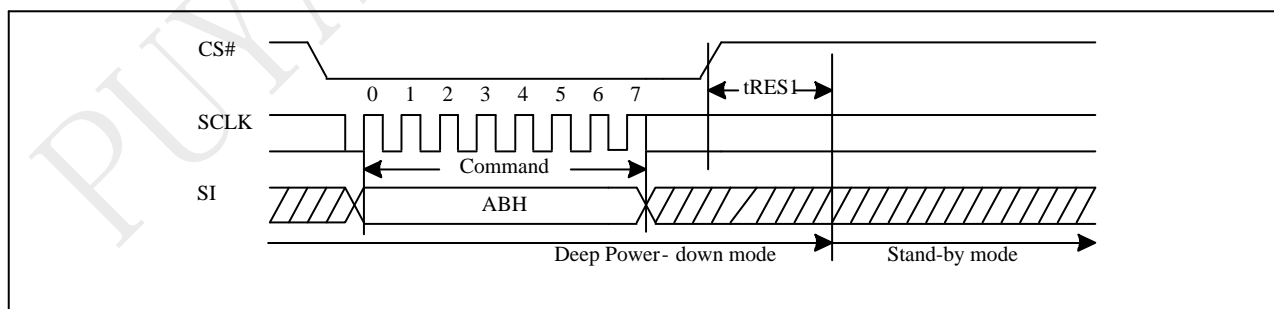 PUYA
CS#
tRES1
0 1 2 3 4 5 6 7
SCLK
Command
SI
ABH
Deep Power- down mode
Stand-by mode